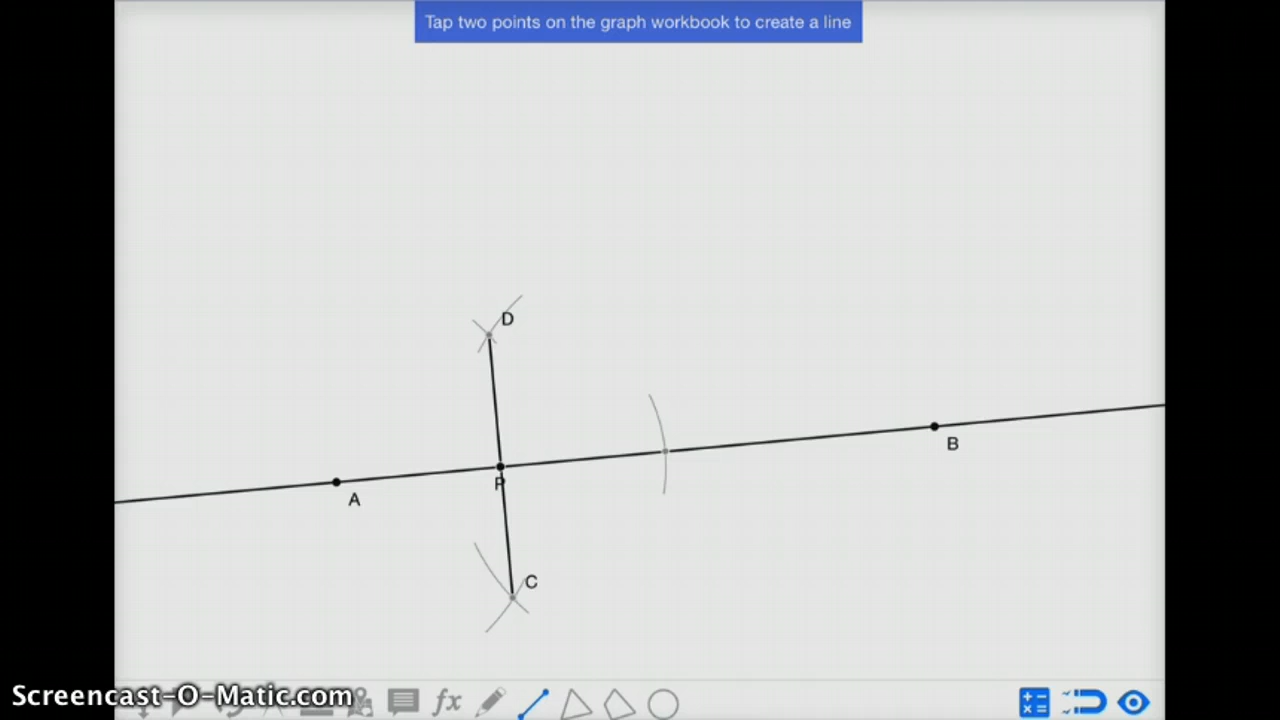 Tap two points on the graph workbook to create a line
D
B
P
A
C
Screencast-O-Matic.com
fx